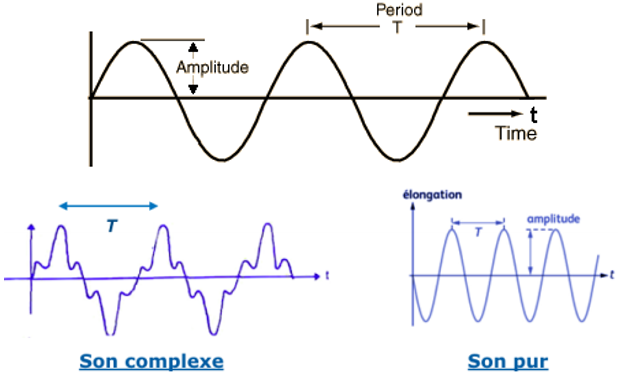 Period
T
Amplitude
t
Time
T
t
Son complexe
élongation
amplitude
T
t
Son pur